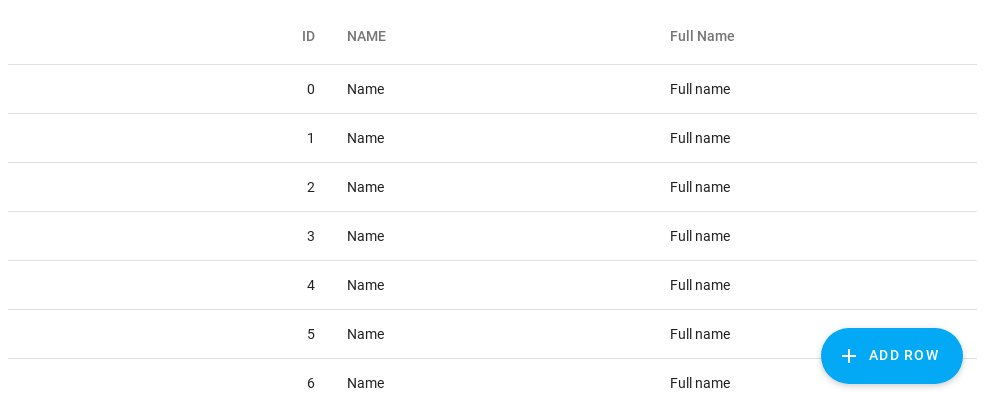 ID NAME Full Name
0 Name Full name
1 Name Full name
2 Name Full name
3 Name Full name
4 Name Full name
5 Name Full name
ADD ROW
6 Name Full name